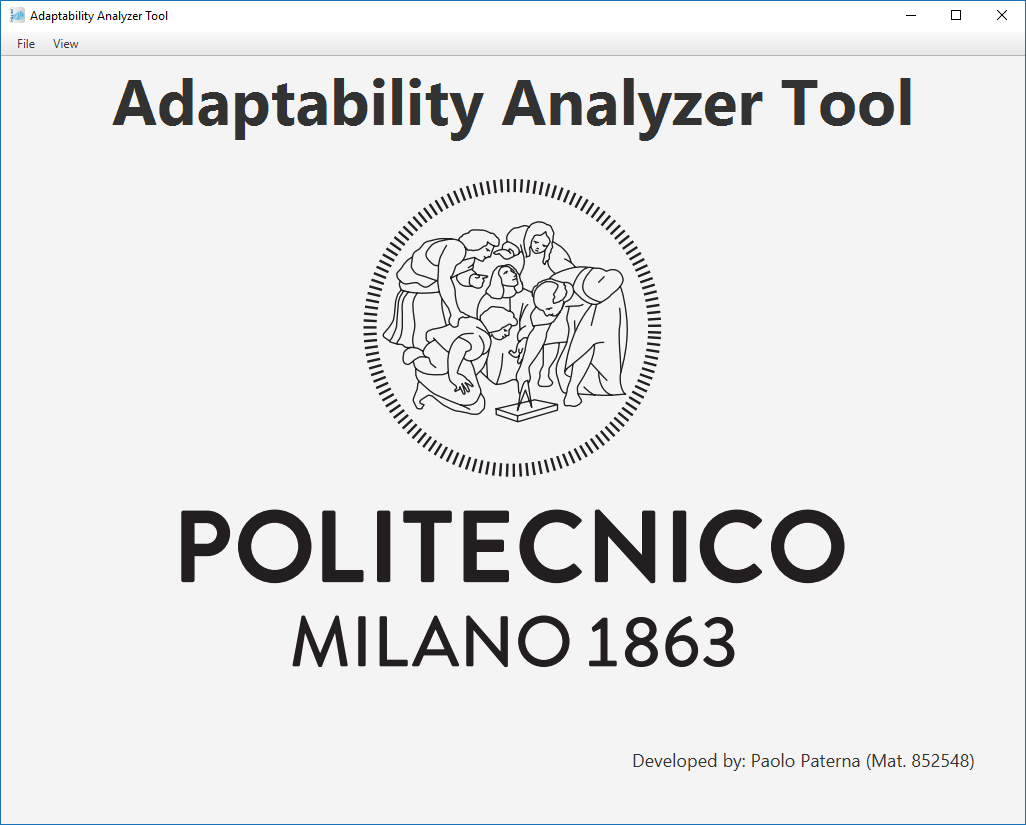 Adaptability Analyzer Tool
File View
Adaptability Analyzer Tool
POLITECNICO
MILANO 1863
Developed by: Paolo Paterna (Mat. 852548)